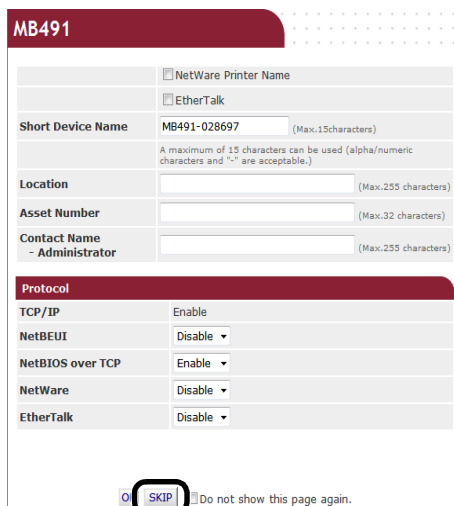 MB491
NetWare Printer Name
EtherTalk
Short Device Name MB491-028697 (Max.15characters)
A maximum of 15 characters can be used (alpha/numeric
characters and "-" are acceptable.)
Location (Max.255 characters)
Asset Number (Max.32 characters)
Contact Name
- Administrator (Max.255 characters)
Protocol
TCP/IP Enable
NetBEUI Disable
NetBIOS over TCP Enable
NetWare Disable
EtherTalk Disable
SKIP Do not show this page again.